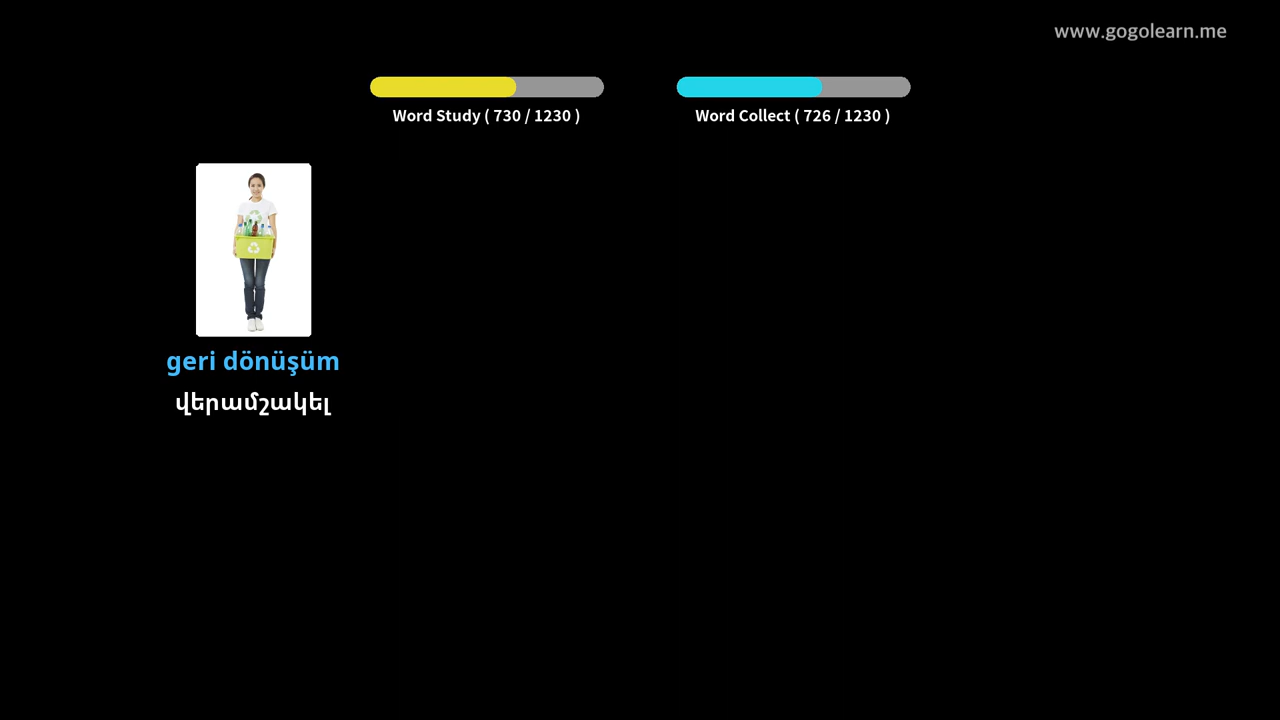 www.gogolearn.me
Word Study ( 730 / 1230 )
Word Collect ( 726 / 1230 )
geri dönüşüm
վերամշակել